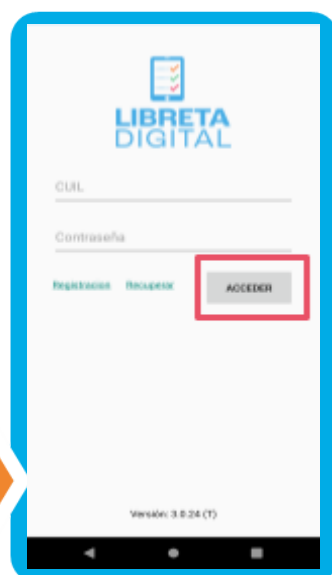 LIBRETA
DIGITAL
CUIL
Contraseña
Registracion Recuperar ACCEDER
Versión: 3.0.24 (T)